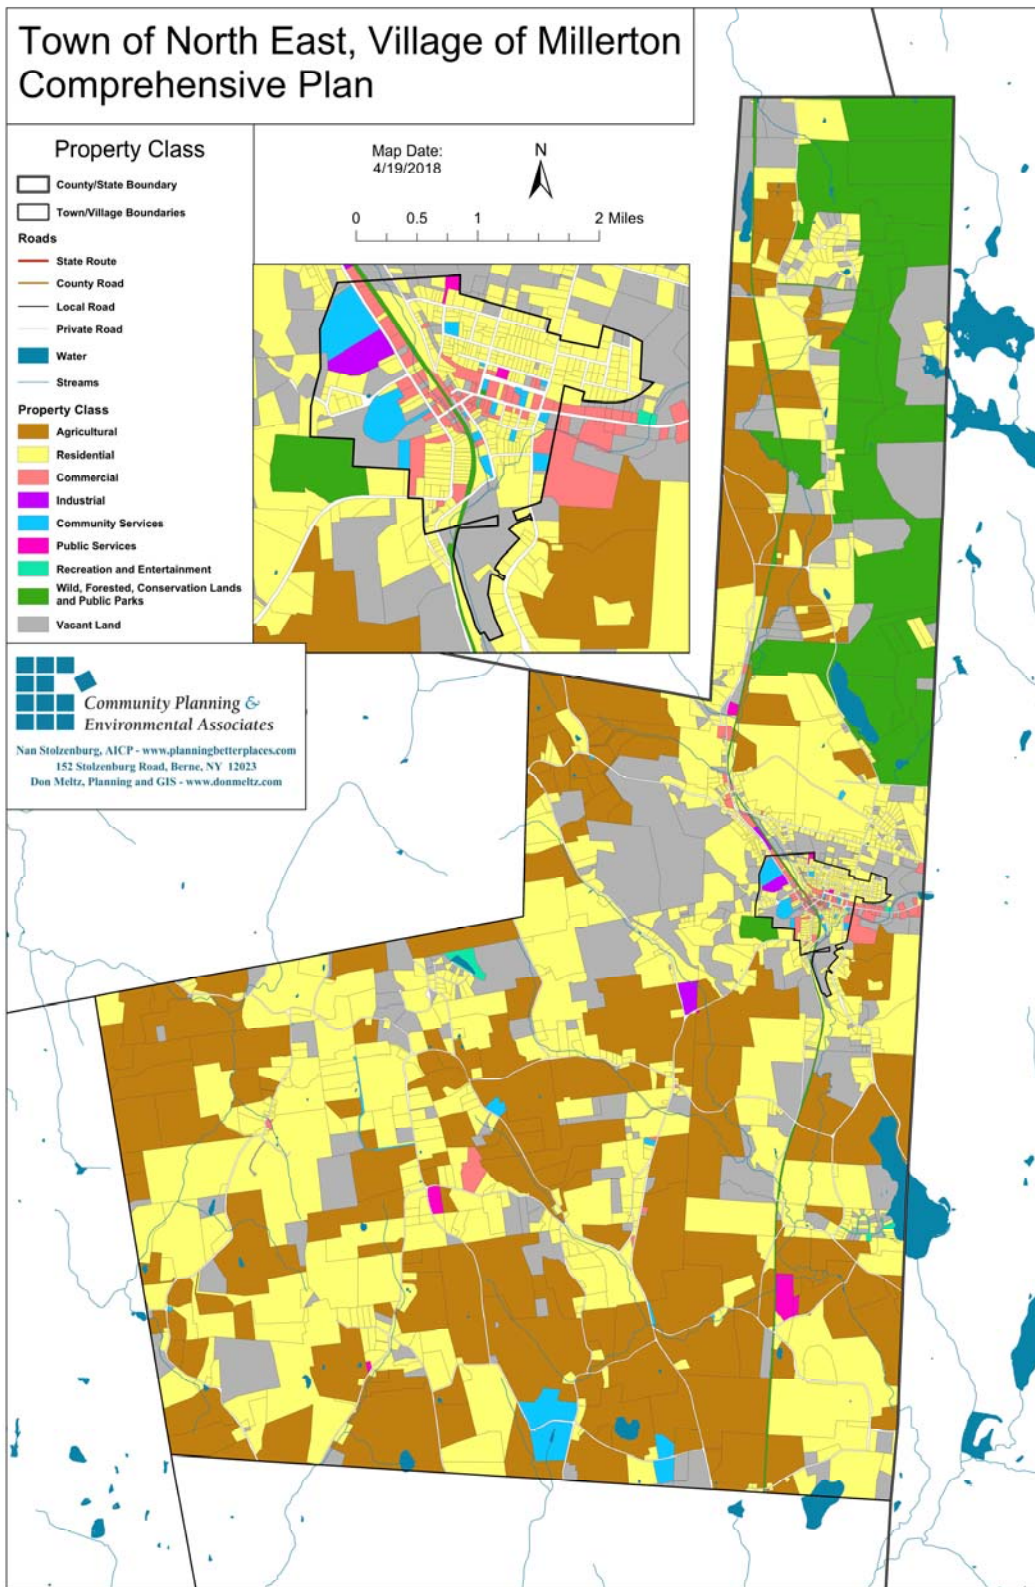 Town of North East, Village of Millerton
Comprehensive Plan
Property Class
County/State Boundary
Town/Village Boundaries
Roads
State Route
County Road
Local Road
Private Road
Water
Streams
Property Class
Agricultural
Residential
Commercial
Industrial
Community Services
Public Services
Recreation and Entertainment
Wild, Forested, Conservation Lands
and Public Parks
Vacant Land
Map Date:
4/19/2018
N
0 0.5 1 2 Miles
Community Planning &
Environmental Associates
Nan Stolzenburg, AICP - www.planningbetterplaces.com
152 Stolzenburg Road, Berne, NY 12023
Don Meltz, Planning and GIS - www.donmeltz.com